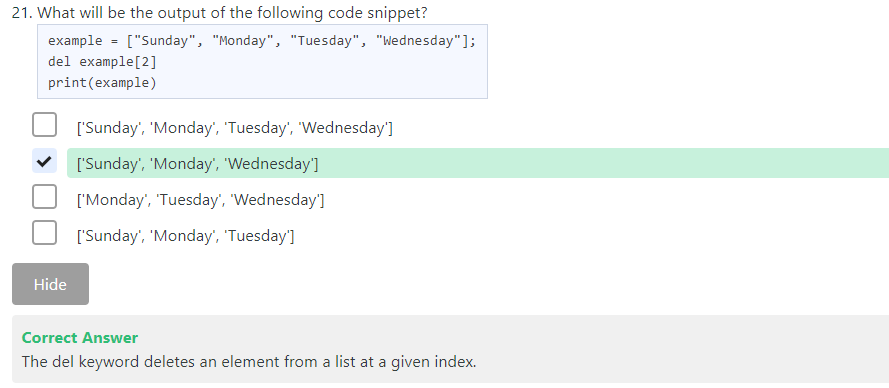 21. What will be the output of the following code snippet?
example = ["Sunday", "Monday", "Tuesday", "Wednesday"];
del example[2]
print(example)
['Sunday', 'Monday', 'Tuesday', 'Wednesday']
['Sunday', 'Monday', 'Wednesday']
['Monday', 'Tuesday', 'Wednesday']
['Sunday', 'Monday', 'Tuesday']
Hide
Correct Answer
The del keyword deletes an element from a list at a given index.